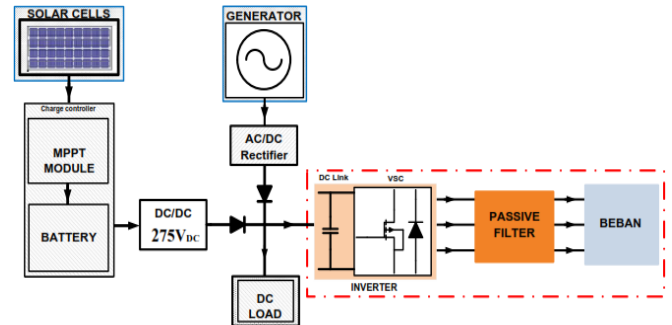 SOLAR CELLS
GENERATOR
Charge controller
MPPT
MODULE
BATTERY
AC/DC
Rectifier
DC/DC
275VDC
DC Link
VSC
INVERTER
PASSIVE
FILTER
BEBAN
DC
LOAD